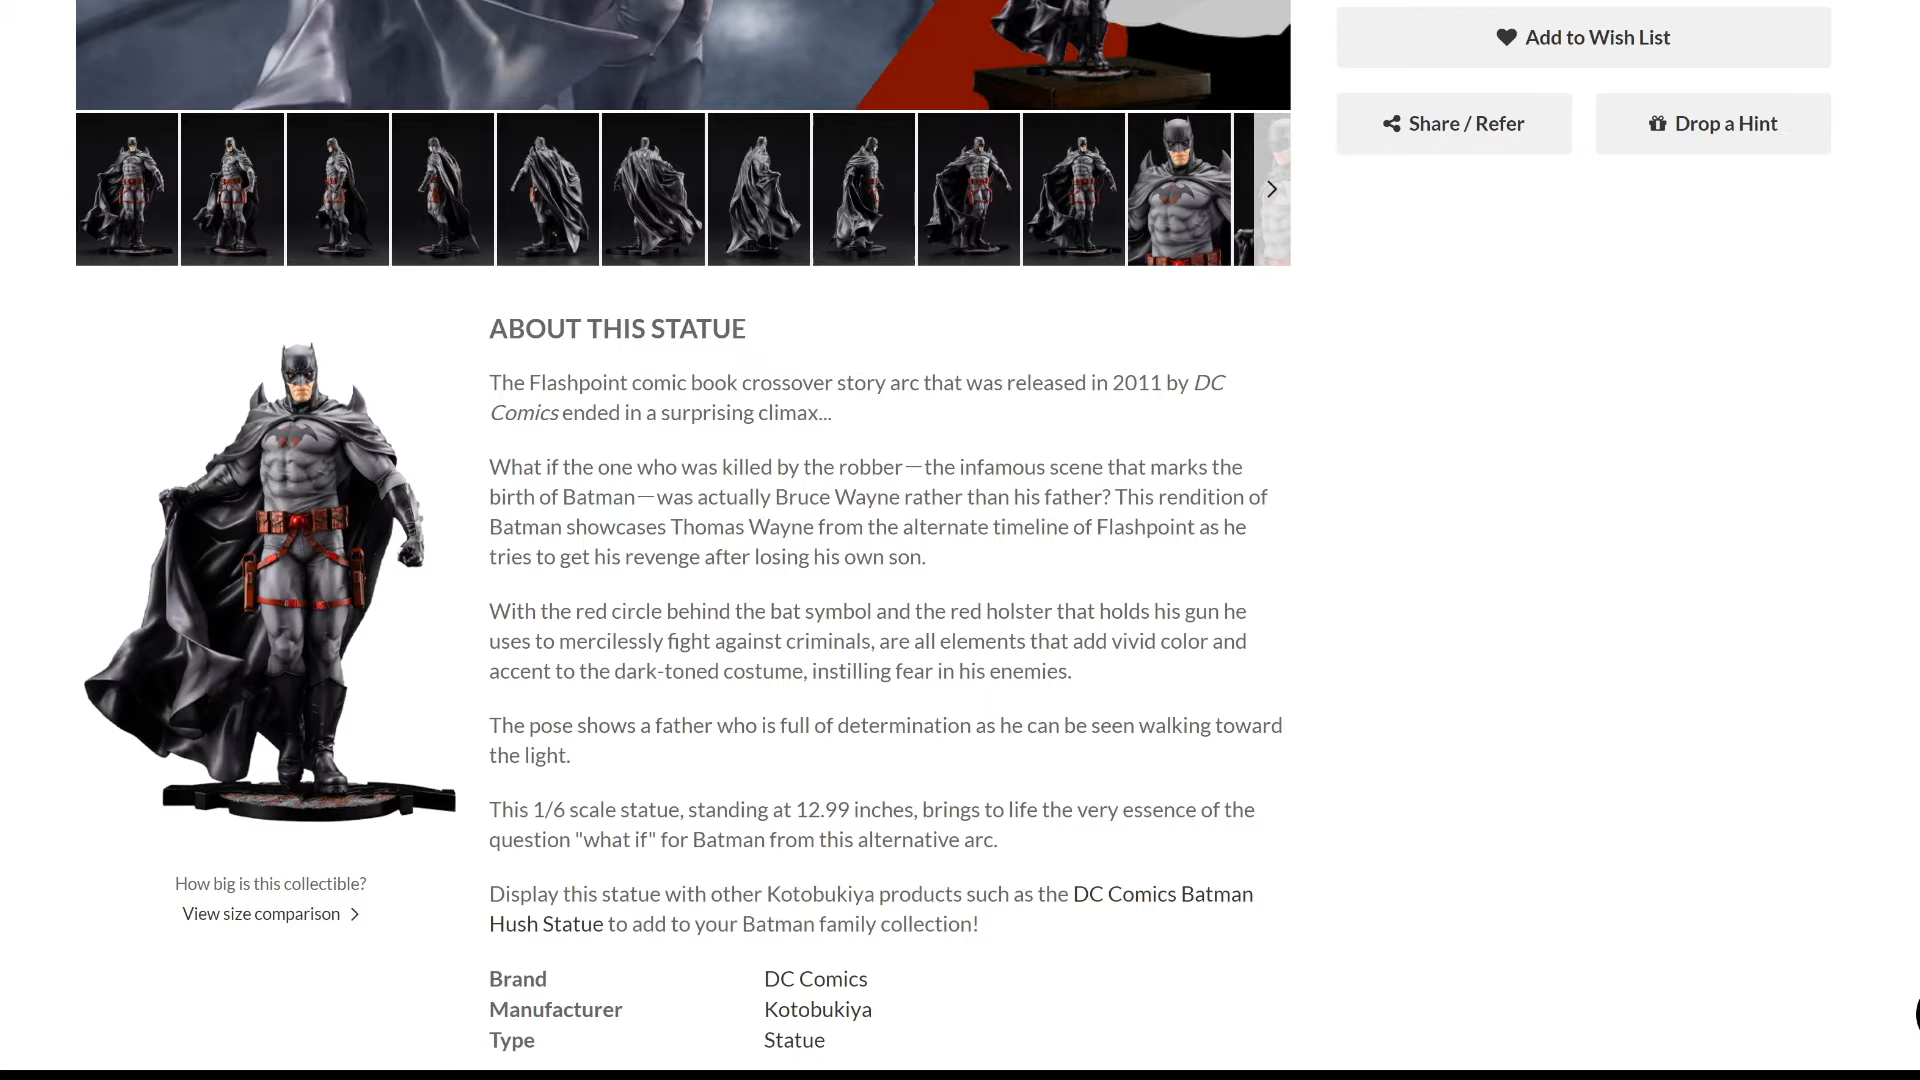 Add to Wish List
Share / Refer
Drop a Hint
ABOUT THIS STATUE
The Flashpoint comic book crossover story arc that was released in 2011 by DC
Comics ended in a surprising climax...
What if the one who was killed by the robber—the infamous scene that marks the
birth of Batman—was actually Bruce Wayne rather than his father? This rendition of
Batman showcases Thomas Wayne from the alternate timeline of Flashpoint as he
tries to get his revenge after losing his own son.
With the red circle behind the bat symbol and the red holster that holds his gun he
uses to mercilessly fight against criminals, are all elements that add vivid color and
accent to the dark-toned costume, instilling fear in his enemies.
The pose shows a father who is full of determination as he can be seen walking toward
the light.
This 1/6 scale statue, standing at 12.99 inches, brings to life the very essence of the
question "what if" for Batman from this alternative arc.
How big is this collectible?
View size comparison
Display this statue with other Kotobukiya products such as the DC Comics Batman
Hush Statue to add to your Batman family collection!
Brand DC Comics
Manufacturer Kotobukiya
Type Statue